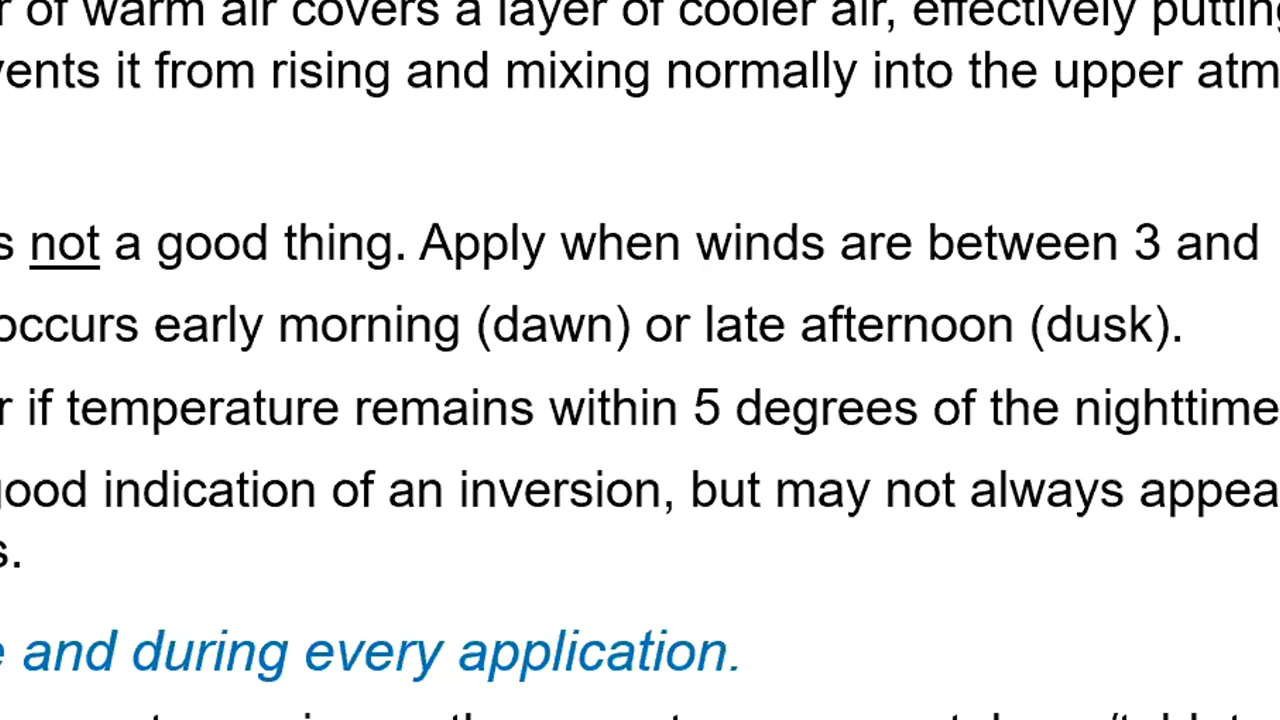 of warm air covers a layer of cooler air, effectively putting
vents it from rising and mixing normally into the upper atm
s not a good thing. Apply when winds are between 3 and
occurs early morning (dawn) or late afternoon (dusk).
r if temperature remains within 5 degrees of the nighttime
good indication of an inversion, but may not always appea
s.
e and during every application.